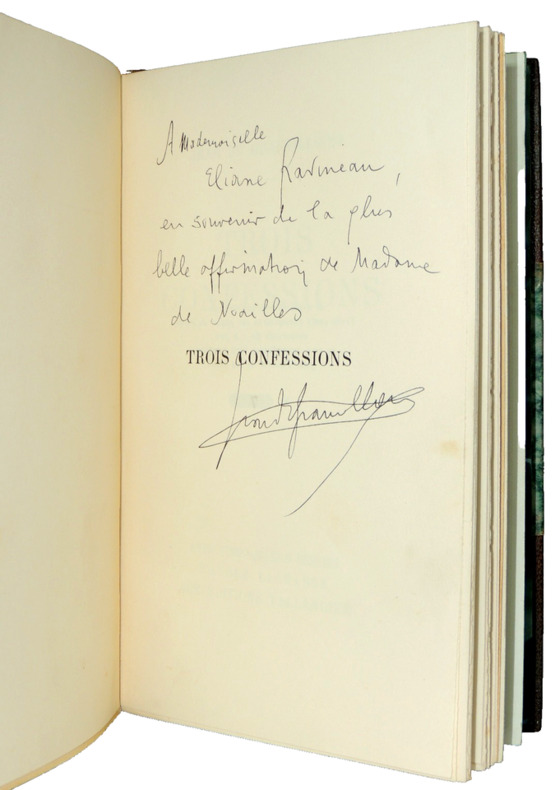 A Mademoiselle
Eliane Ravineau,
en souvenir de la plus
belle affirmation de Madame
de Noailles
TROIS CONFESSIONS